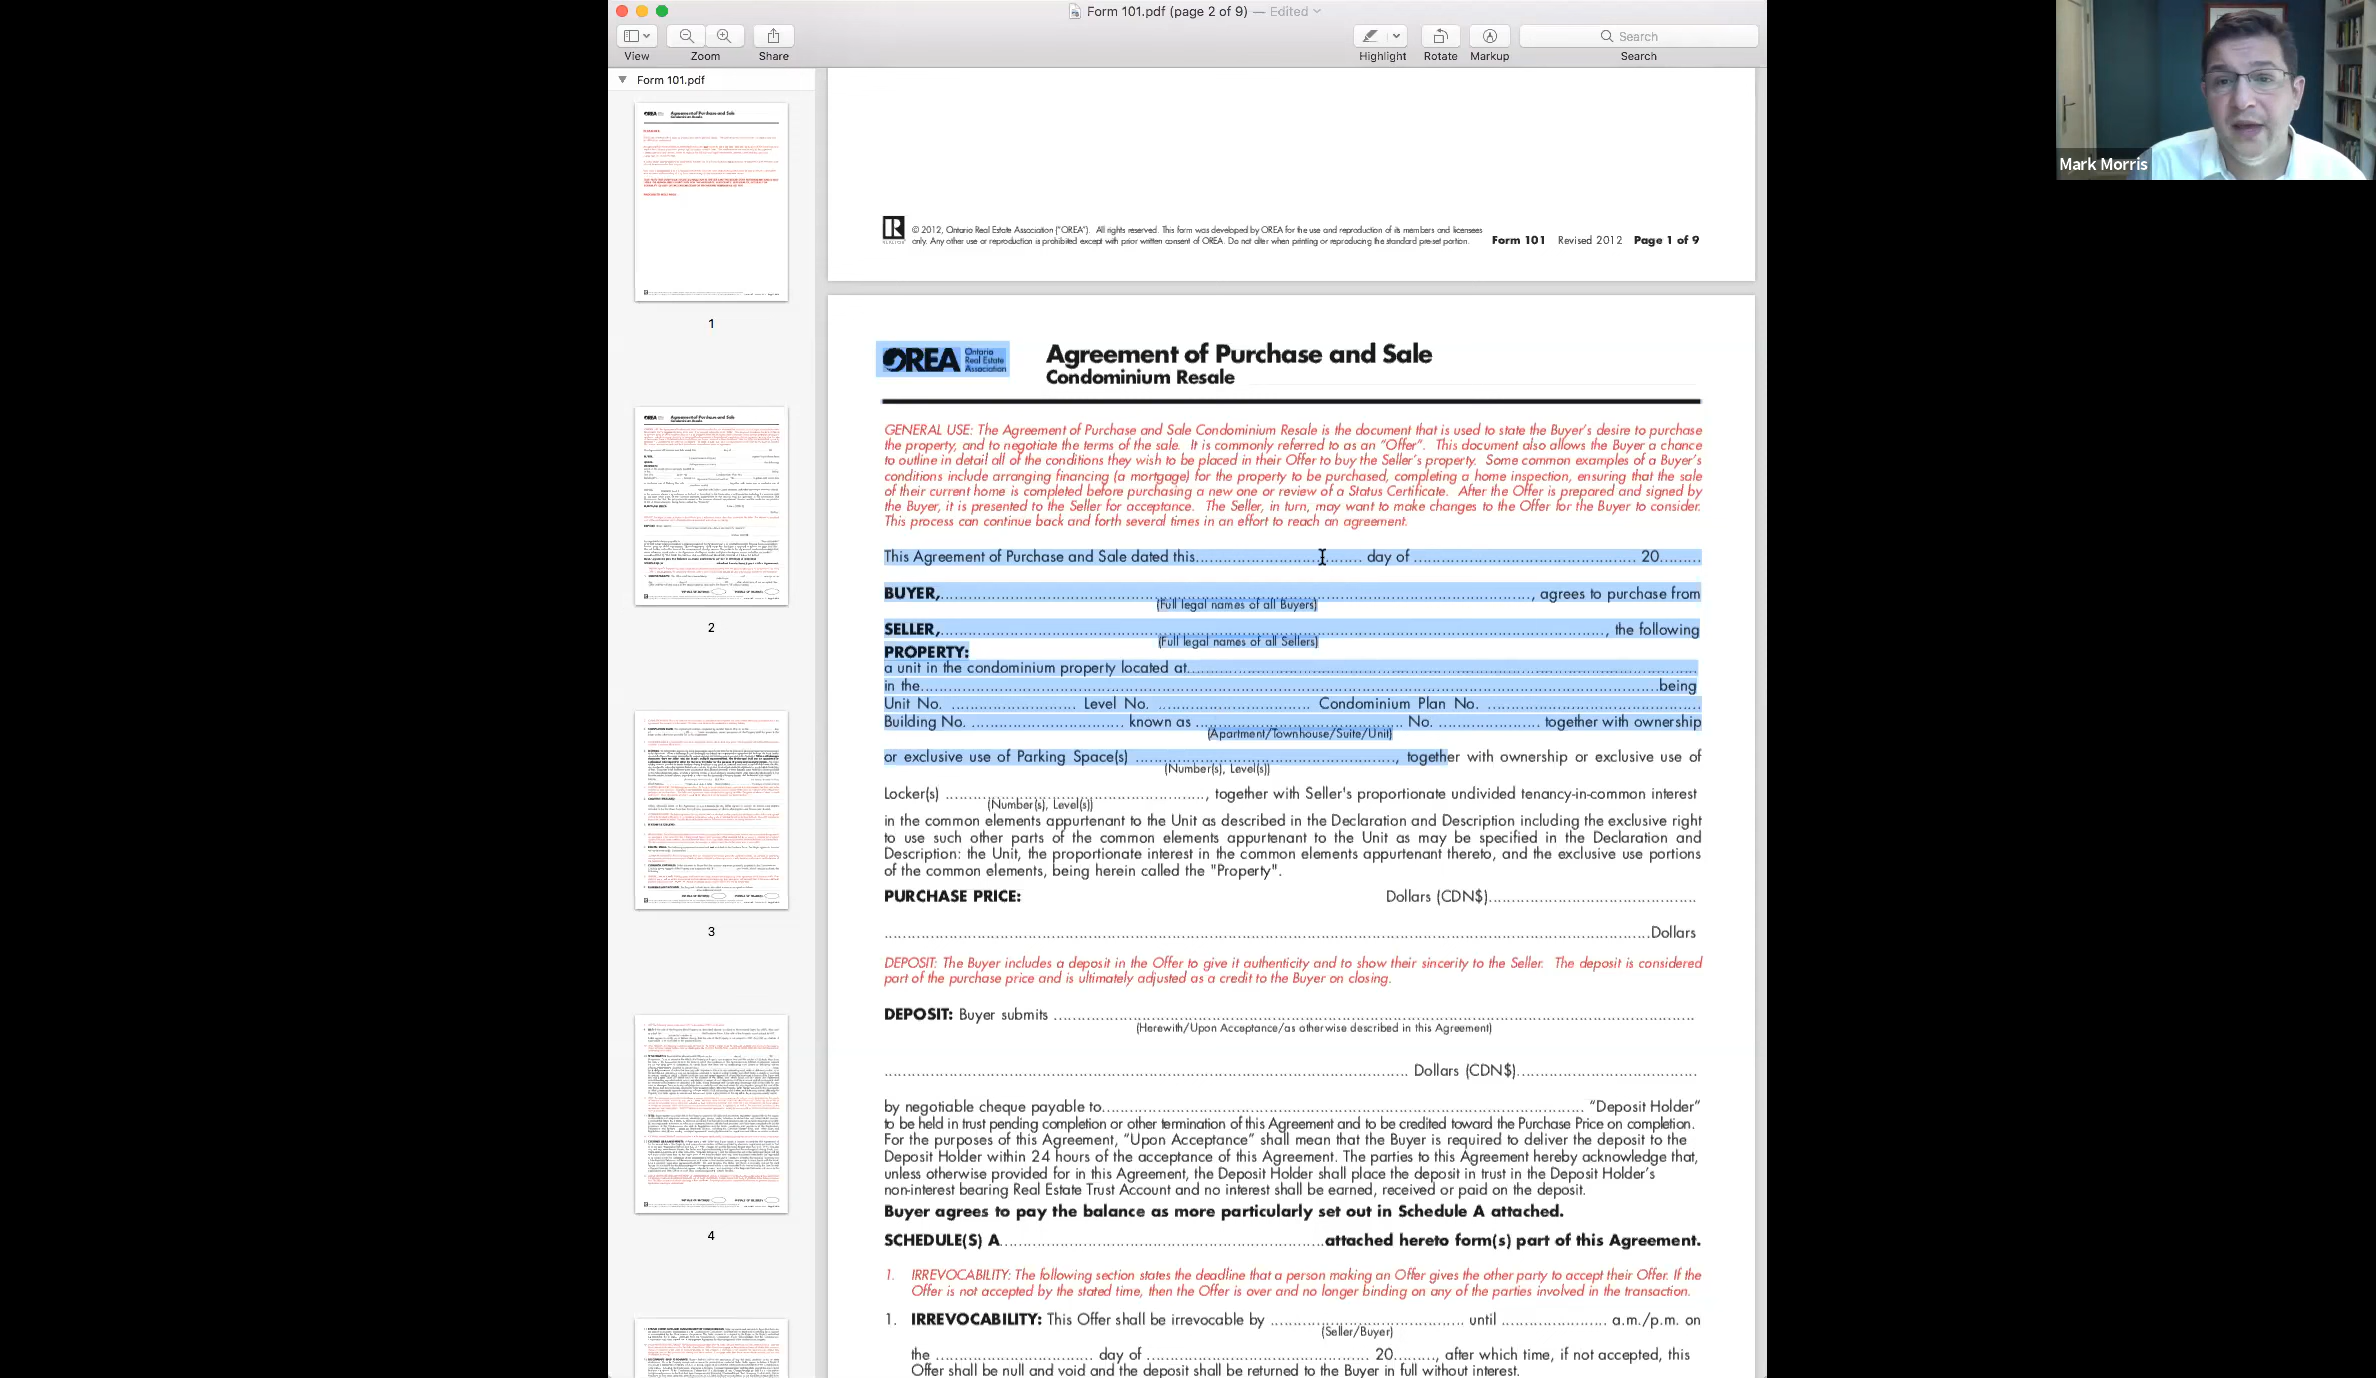 Form 101.pdf (page 2 of 9) — Edited
View
Zoom
Share
Highlight
Rotate
Markup
Search
Search
Mark Morris
Form 101.pdf
1
2
3
4
© 2012, Ontario Real Estate Association ("OREA"). All rights reserved. This form was developed by OREA for the use and reproduction of its members and licensees
only. Any other use or reproduction is prohibited except with prior written consent of OREA. Do not alter when printing or reproducing the standard pre-set portion.
Form 101 Revised 2012 Page 1 of 9
OREA Ontario
Real Estate
Association
Agreement of Purchase and Sale
Condominium Resale
GENERAL USE: The Agreement of Purchase and Sale Condominium Resale is the document that is used to state the Buyer's desire to purchase
the property, and to negotiate the terms of the sale. It is commonly referred to as an "Offer". This document also allows the Buyer a chance
to outline in detail all of the conditions they wish to be placed in their Offer to buy the Seller's property. Some common examples of a Buyer's
conditions include arranging financing (a mortgage) for the property to be purchased, completing a home inspection, ensuring that the sale
of their current home is completed before purchasing a new one or review of a Status Certificate. After the Offer is prepared and signed by
the Buyer, it is presented to the Seller for acceptance. The Seller, in turn, may want to make changes to the Offer for the Buyer to consider.
This process can continue back and forth several times in an effort to reach an agreement.
This Agreement of Purchase and Sale dated this.............................. day of ................................................ 20.........
BUYER,..............................................................................................................................., agrees to purchase from
(Full legal names of all Buyers)
SELLER,..............................................................................................................................................., the following
(Full legal names of all Sellers)
PROPERTY:
a unit in the condominium property located at..............................................................................................................
in the................................................................................................................................................................being
Unit No. ........................... Level No. ................................. Condominium Plan No. ..............................................
Building No. ................................. known as ............................................. No. ...................... together with ownership
(Apartment/Townhouse/Suite/Unit)
or exclusive use of Parking Space(s) ........................................................, together with ownership or exclusive use of
(Number(s), Level(s))
Locker(s) ........................................................, together with Seller's proportionate undivided tenancy-in-common interest
(Number(s), Level(s))
in the common elements appurtenant to the Unit as described in the Declaration and Description including the exclusive right
to use such other parts of the common elements appurtenant to the Unit as may be specified in the Declaration and
Description: the Unit, the proportionate interest in the common elements appurtenant thereto, and the exclusive use portions
of the common elements, being herein called the "Property".
PURCHASE PRICE: Dollars (CDN$).............................................
......................................................................................................................................................................Dollars
DEPOSIT: The Buyer includes a deposit in the Offer to give it authenticity and to show their sincerity to the Seller. The deposit is considered
part of the purchase price and is ultimately adjusted as a credit to the Buyer on closing.
DEPOSIT: Buyer submits ...........................................................................................................................................
(Herewith/Upon Acceptance/as otherwise described in this Agreement)
................................................................................................................. Dollars (CDN$).......................................
by negotiable cheque payable to......................................................................................................... "Deposit Holder"
to be held in trust pending completion or other termination of this Agreement and to be credited toward the Purchase Price on completion.
For the purposes of this Agreement, "Upon Acceptance" shall mean that the Buyer is required to deliver the deposit to the
Deposit Holder within 24 hours of the acceptance of this Agreement. The parties to this Agreement hereby acknowledge that,
unless otherwise provided for in this Agreement, the Deposit Holder shall place the deposit in trust in the Deposit Holder's
non-interest bearing Real Estate Trust Account and no interest shall be earned, received or paid on the deposit.
Buyer agrees to pay the balance as more particularly set out in Schedule A attached.
SCHEDULE(S) A......................................................................attached hereto form(s) part of this Agreement.
1. IRREVOCABILITY: The following section states the deadline that a person making an Offer gives the other party to accept their Offer. If the
Offer is not accepted by the stated time, then the Offer is over and no longer binding on any of the parties involved in the transaction.
1. IRREVOCABILITY: This Offer shall be irrevocable by .......................................... until ....................... a.m./p.m. on
(Seller/Buyer)
the .................................. day of ................................................ 20........., after which time, if not accepted, this
Offer shall be null and void and the deposit shall be returned to the Buyer in full without interest.